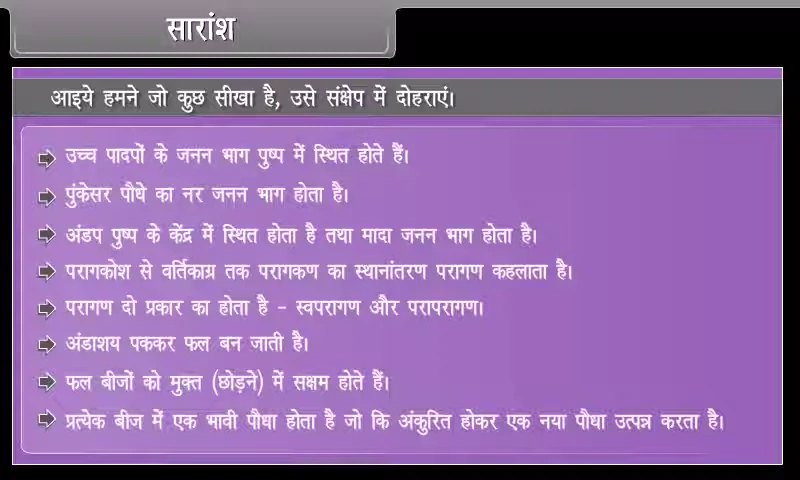 सारांश
आइये हमने जो कुछ सीखा है, उसे संक्षेप में दोहराएं।
उच्च पादपों के जनन भाग पुष्प में स्थित होते हैं।
पुंकेसर पौधे का नर जनन भाग होता है।
अंडप पुष्प के केंद्र में स्थित होता है तथा मादा जनन भाग होता है।
परागकोश से वर्तिकाग्र तक परागकण का स्थानांतरण परागण कहलाता है।
परागण दो प्रकार का होता है - स्वपरागण और परापरागण।
अंडाशय पककर फल बन जाती है।
फल बीजों को मुक्त (छोड़ने) में सक्षम होते हैं।
प्रत्येक बीज में एक भावी पौधा होता है जो कि अंकुरित होकर एक नया पौधा उत्पन्न करता है।